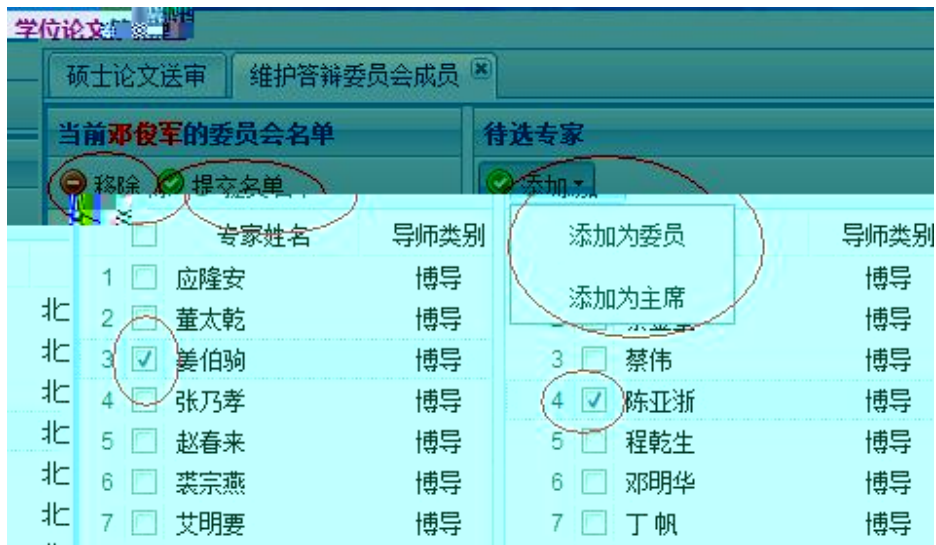 学位论文
硕士论文送审 维护答辩委员会成员
当前邓俊军的委员会名单 待选专家
移除 提交名单 添加
专家姓名 导师类别 添加为委员 导师类别
1 应隆安 博导 添加为主席 博导
北 2 董太乾 博导 博导
北 3 姜伯驹 博导 3 蔡伟 博导
北 4 张乃孝 博导 4 陈亚浙 博导
北 5 赵春来 博导 5 程乾生 博导
北 6 裘宗燕 博导 6 邓明华 博导
北 7 艾明要 博导 7 丁帆 博导